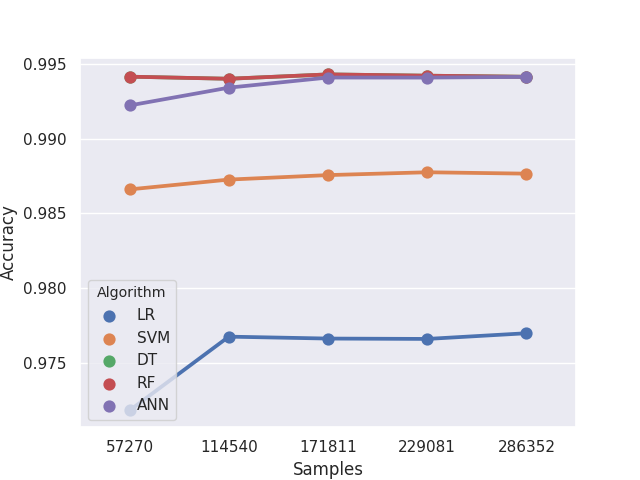 0.995
0.990
0.985
0.980
0.975
Accuracy
Algorithm
LR
SVM
DT
RF
ANN
57270 114540 171811 229081 286352
Samples